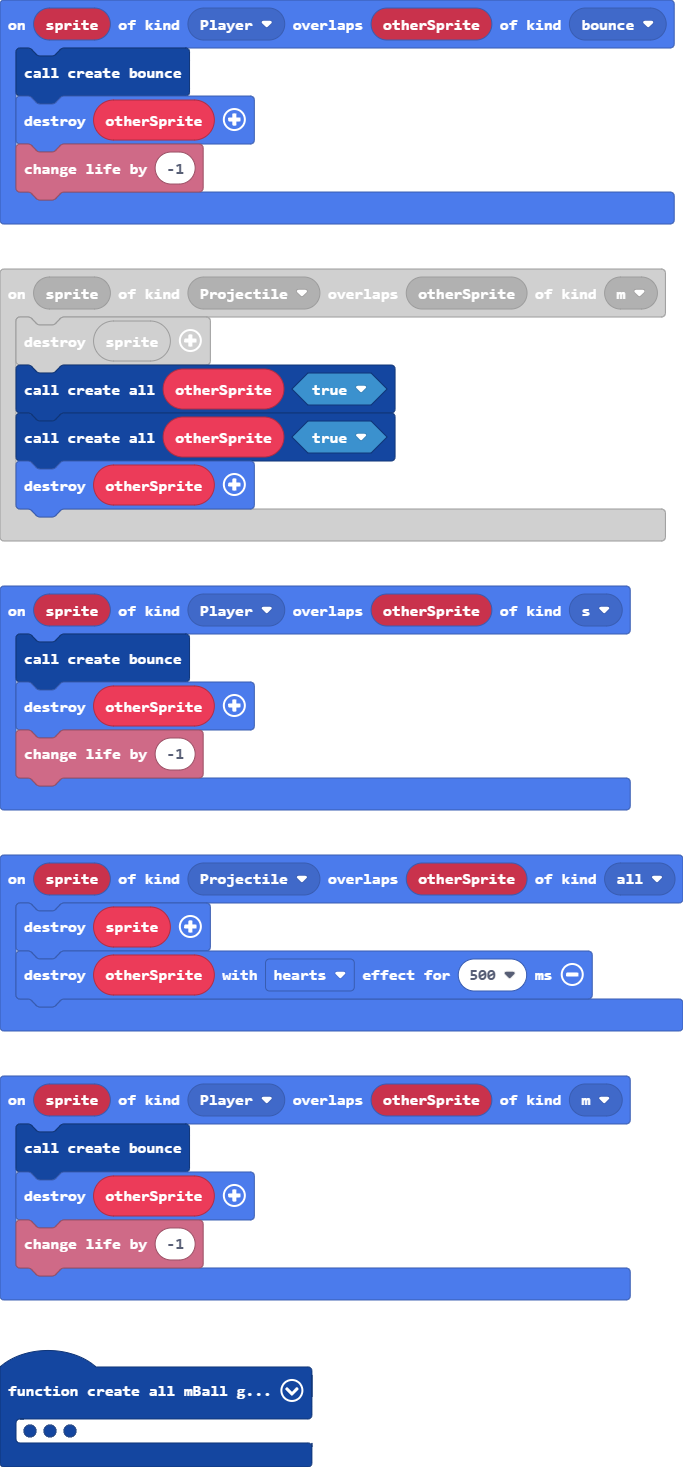 on sprite of kind Player overlaps otherSprite of kind bounce
call create bounce
destroy otherSprite
change life by -1
on sprite of kind Projectile overlaps otherSprite of kind m
destroy sprite
call create all otherSprite true
call create all otherSprite true
destroy otherSprite
on sprite of kind Player overlaps otherSprite of kind s
call create bounce
destroy otherSprite
change life by -1
on sprite of kind Projectile overlaps otherSprite of kind all
destroy sprite
destroy otherSprite with hearts effect for 500 ms
on sprite of kind Player overlaps otherSprite of kind m
call create bounce
destroy otherSprite
change life by -1
function create all mBall g...